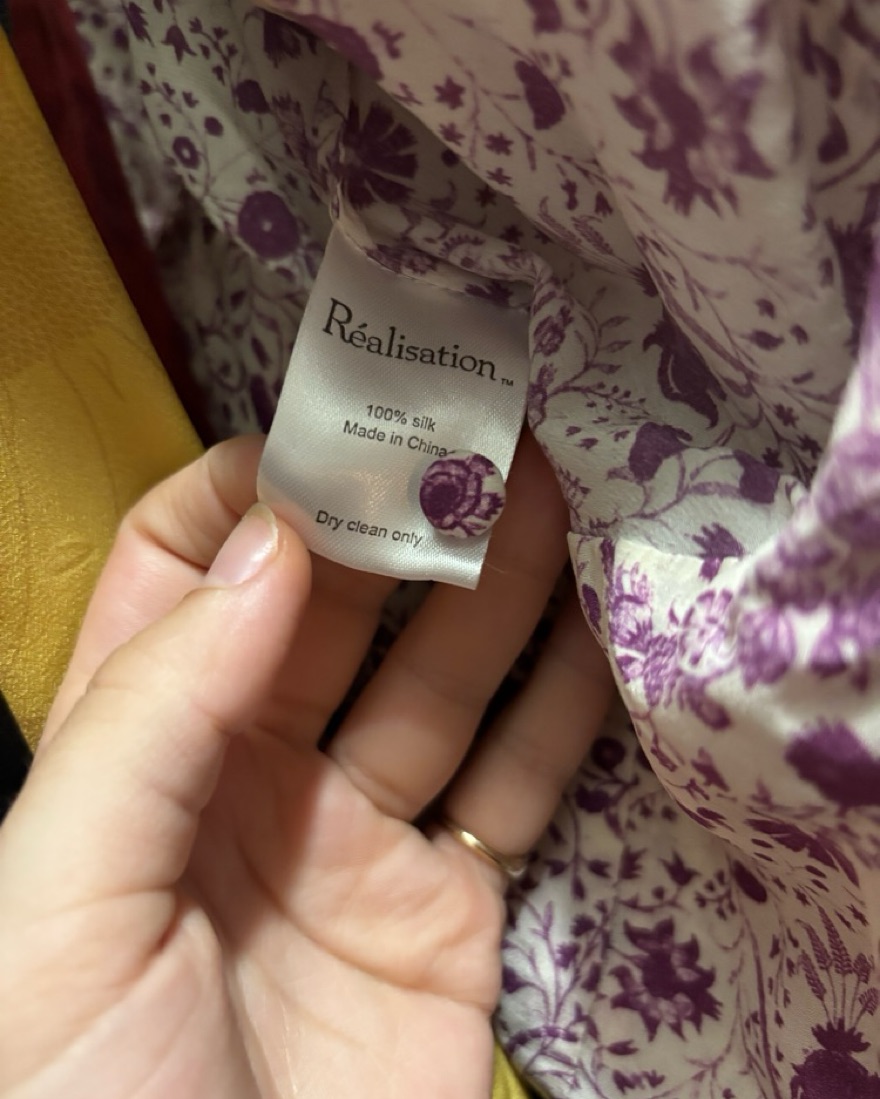 Réalisation™
100% silk
Made in China
Dry clean only